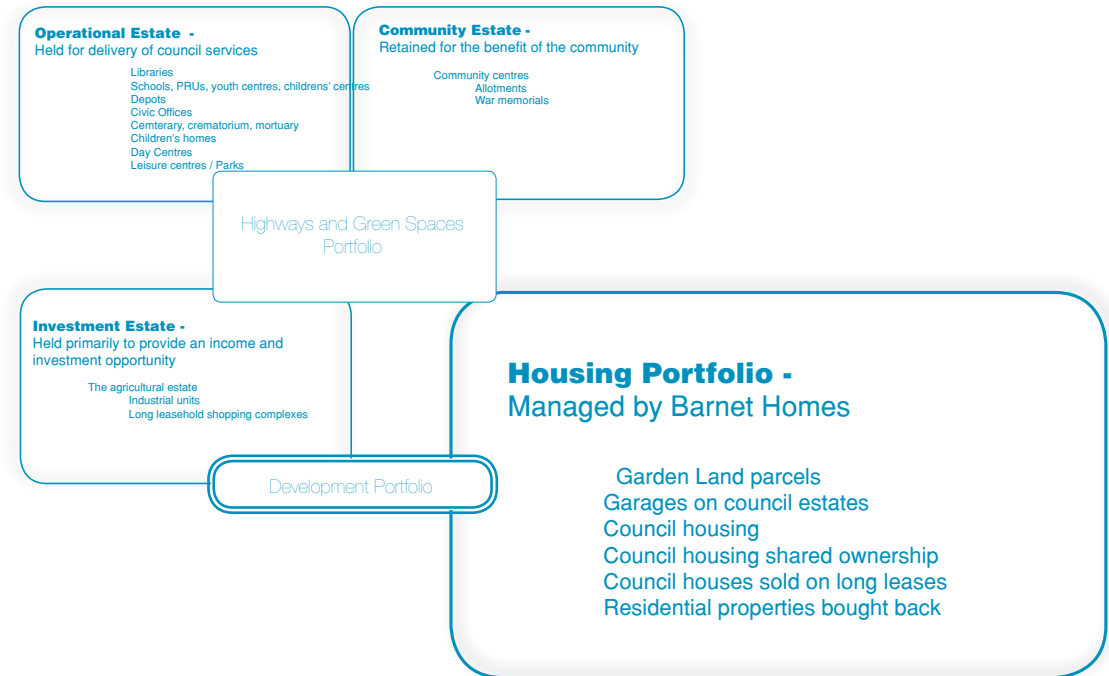 Operational Estate -
Held for delivery of council services
Libraries
Schools, PRUs, youth centres, childrens' centres
Depots
Civic Offices
Cemterary, crematorium, mortuary
Children's homes
Day Centres
Leisure centres / Parks
Community Estate -
Retained for the benefit of the community
Community centres
Allotments
War memorials
Highways and Green Spaces
Portfolio
Investment Estate -
Held primarily to provide an income and
investment opportunity
The agricultural estate
Industrial units
Long leasehold shopping complexes
Development Portfolio
Housing Portfolio -
Managed by Barnet Homes
Garden Land parcels
Garages on council estates
Council housing
Council housing shared ownership
Council houses sold on long leases
Residential properties bought back